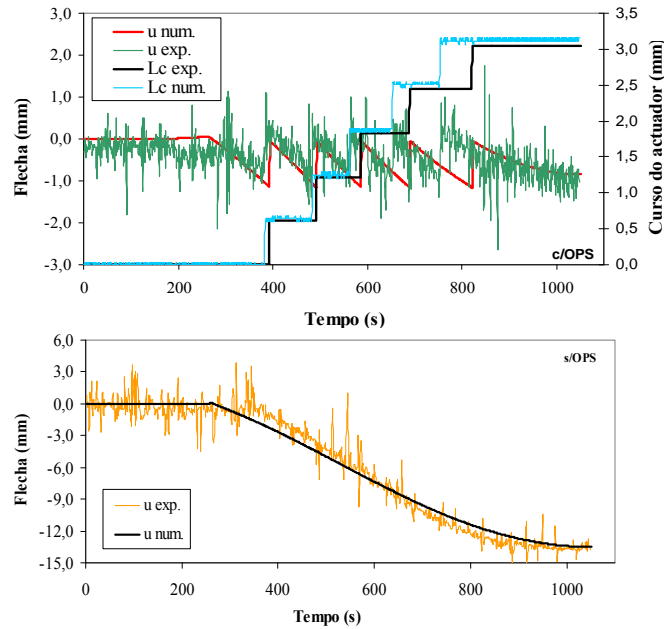 3,0
2,0
1,0
0,0
-1,0
-2,0
-3,0
Flecha (mm)
u num.
u exp.
Lc exp.
Lc num.
3,5
3,0
2,5
2,0
1,5
1,2
1,0
0,5
0,0
Curso do actuador (mm)
c/OPS
0 200 400 600 800 1000
Tempo (s)
6,0
3,0
0,0
-3,0
-6,0
-9,0
-12,0
-15,0
Flecha (mm)
s/OPS
u exp.
u num.
0 200 400 600 800 1000
Tempo (s)